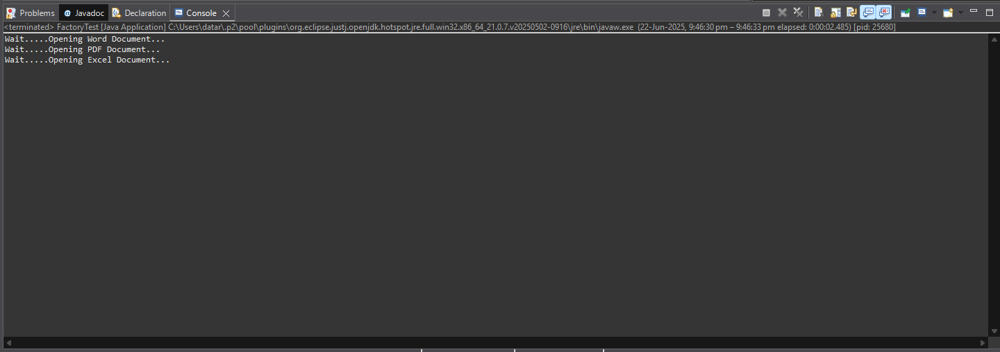 Problems Javadoc Declaration Console
<terminated> FactoryTest [Java Application] C:\Users\datar\.p2\pool\plugins\org.eclipse.justj.openjdk.hotspot.jre.full.win32.x86_64_21.0.7.v20250502-0916\jre\bin\javaw.exe (22-Jun-2025, 9:46:30 pm – 9:46:33 pm elapsed: 0:00:02.485) [pid: 25680]
Wait.....Opening Word Document...
Wait.....Opening PDF Document...
Wait.....Opening Excel Document...